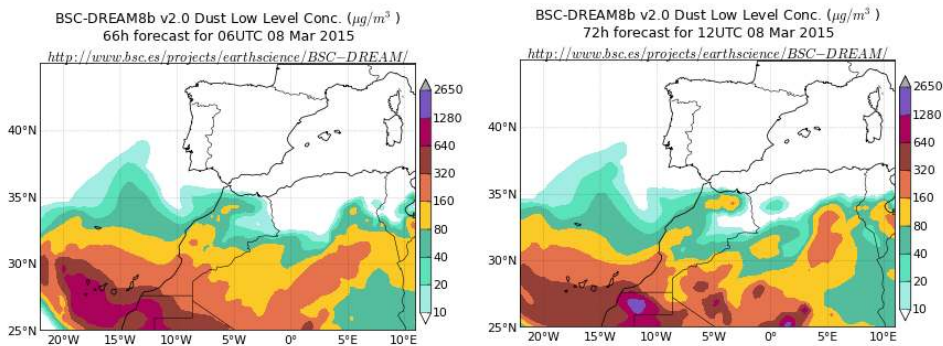 BSC-DREAM8b v2.0 Dust Low Level Conc. (μg/m³ )
66h forecast for 06UTC 08 Mar 2015
http://www.bsc.es/projects/earthscience/BSC-DREAM/
2650
1280
640
320
160
80
40
20
10
40°N
35°N
30°N
25°N
20°W
15°W
10°W
5°W
0°E
5°E
10°E
BSC-DREAM8b v2.0 Dust Low Level Conc. (μg/m³ )
72h forecast for 12UTC 08 Mar 2015
http://www.bsc.es/projects/earthscience/BSC-DREAM/
2650
1280
640
320
160
80
40
20
10
40°N
35°N
30°N
25°N
20°W
15°W
10°W
5°W
0°E
5°E
10°E